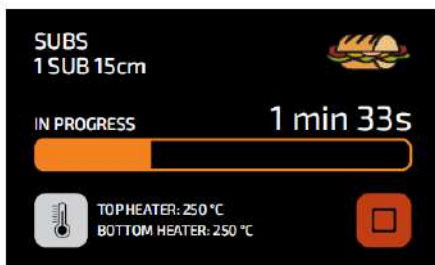 SUBS
1 SUB 15cm
IN PROGRESS
1 min 33s
TOP HEATER: 250 °C
BOTTOM HEATER: 250 °C